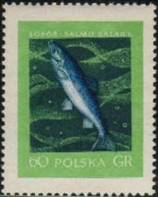 ŁOSOŚ - SALMO SALAR L
60 POLSKA GR